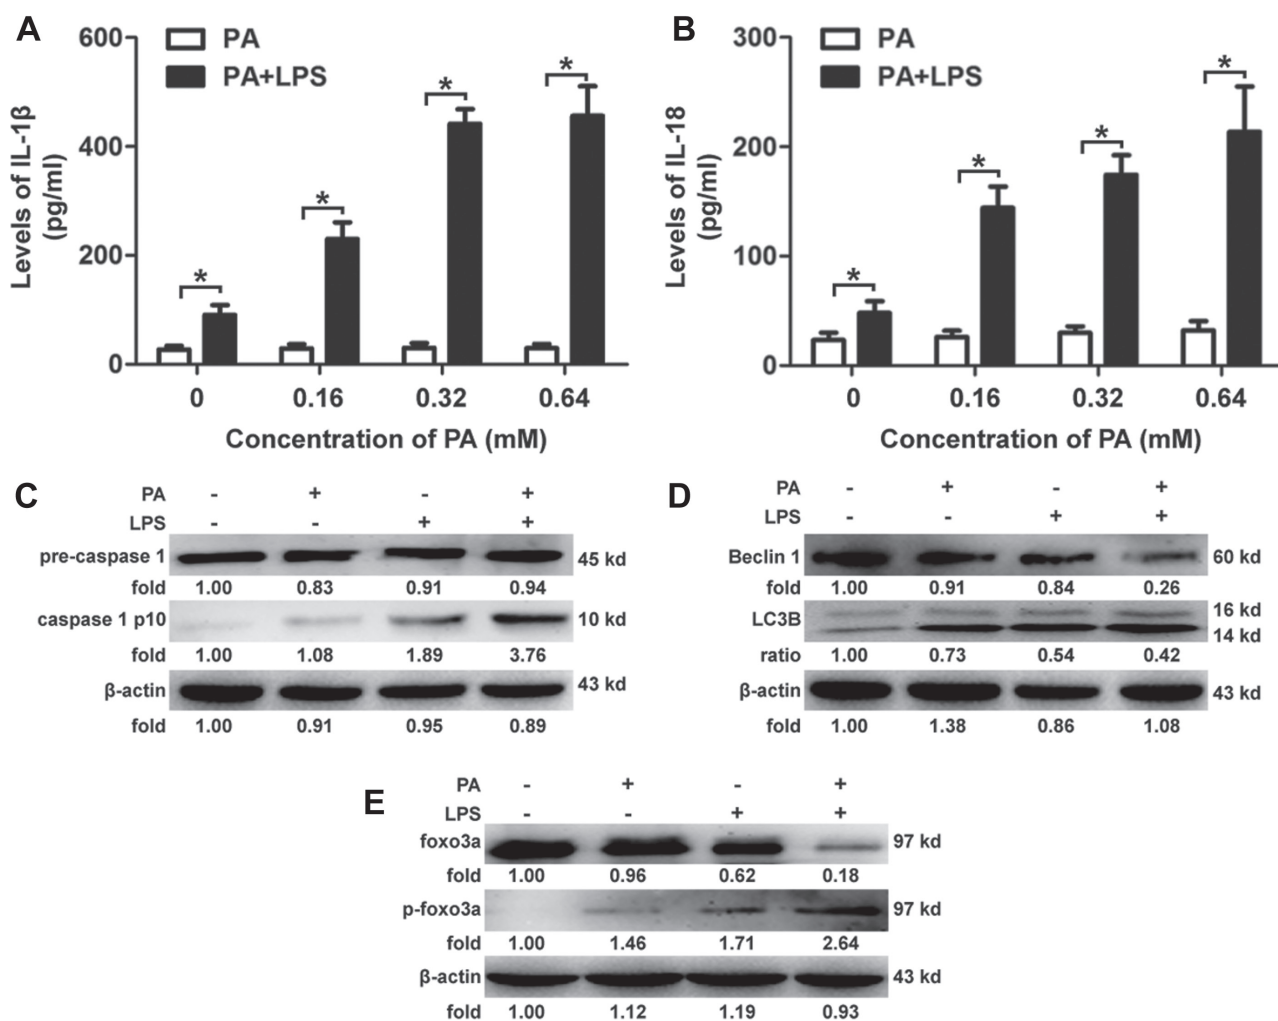 A
600
400
200
0
Levels of IL-1β
(pg/ml)
PA
PA+LPS
*
*
*
*
0 0.16 0.32 0.64
Concentration of PA (mM)
B
300
200
100
0
Levels of IL-18
(pg/ml)
PA
PA+LPS
*
*
*
*
0 0.16 0.32 0.64
Concentration of PA (mM)
C
PA - + - +
LPS - - + +
pre-caspase 1 45 kd
fold 1.00 0.83 0.91 0.94
caspase 1 p10 10 kd
fold 1.00 1.08 1.89 3.76
β-actin 43 kd
fold 1.00 0.91 0.95 0.89
D
PA - + - +
LPS - - + +
Beclin 1 60 kd
fold 1.00 0.91 0.84 0.26
LC3B 16 kd
14 kd
ratio 1.00 0.73 0.54 0.42
β-actin 43 kd
fold 1.00 1.38 0.86 1.08
E
PA - + - +
LPS - - + +
foxo3a 97 kd
fold 1.00 0.96 0.62 0.18
p-foxo3a 97 kd
fold 1.00 1.46 1.71 2.64
β-actin 43 kd
fold 1.00 1.12 1.19 0.93